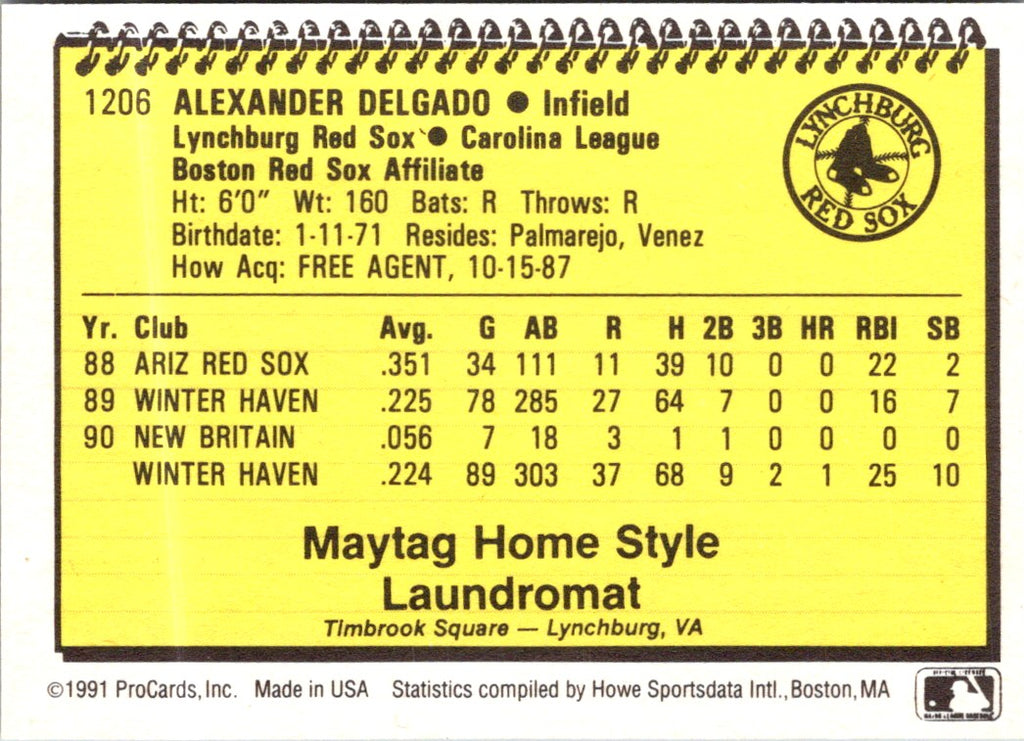 1206 ALEXANDER DELGADO ● Infield
Lynchburg Red Sox ● Carolina League
Boston Red Sox Affiliate
Ht: 6'0" Wt: 160 Bats: R Throws: R
Birthdate: 1-11-71 Resides: Palmarejo, Venez
How Acq: FREE AGENT, 10-15-87
LYNCHBURG
RED SOX
Yr. Club Avg. G AB R H 2B 3B HR RBI SB
88 ARIZ RED SOX .351 34 111 11 39 10 0 0 22 2
89 WINTER HAVEN .225 78 285 27 64 7 0 0 16 7
90 NEW BRITAIN .056 7 18 3 1 1 0 0 0 0
WINTER HAVEN .224 89 303 37 68 9 2 1 25 10
Maytag Home Style
Laundromat
Timbrook Square — Lynchburg, VA
©1991 ProCards, Inc. Made in USA Statistics compiled by Howe Sportsdata Intl., Boston, MA